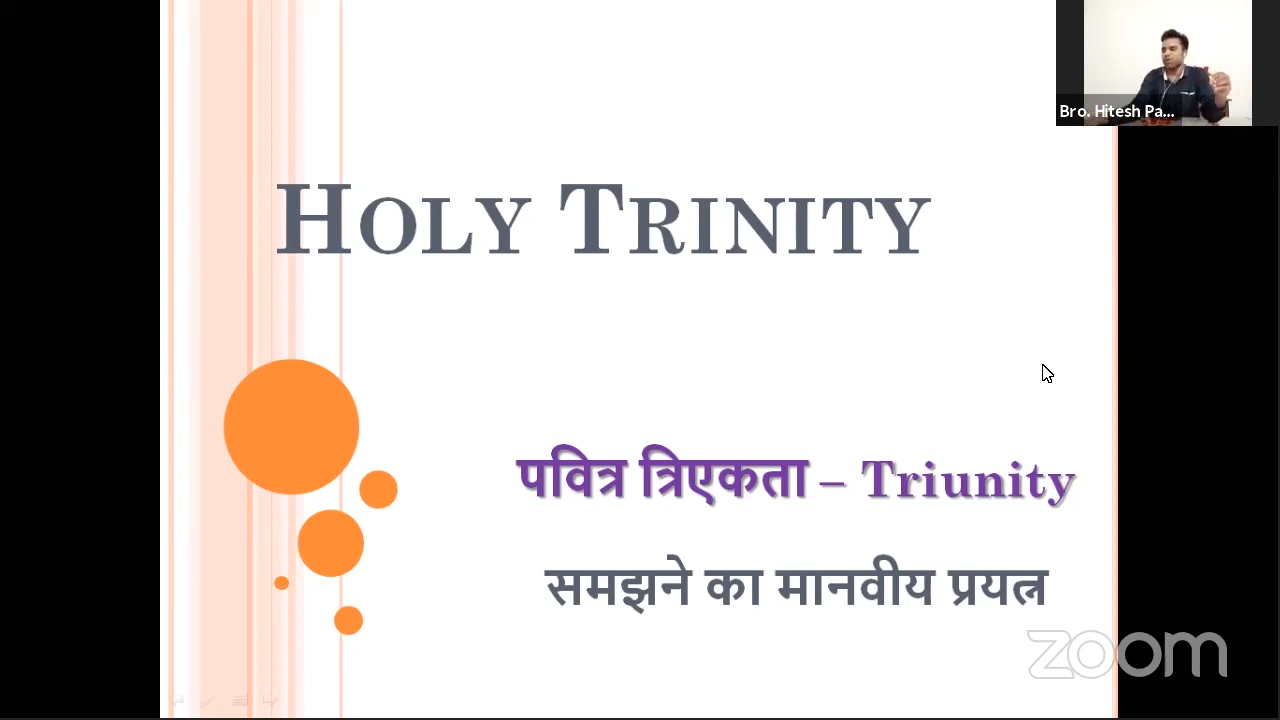 Bro. Hitesh Pa...
HOLY TRINITY
पवित्र त्रिएकता – Triunity
समझने का मानवीय प्रयत्न
zoom